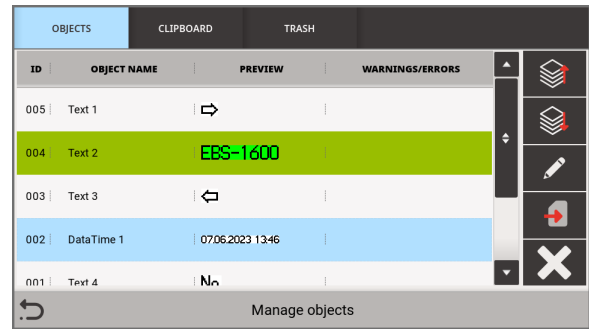 OBJECTS CLIPBOARD TRASH
ID OBJECT NAME PREVIEW WARNINGS/ERRORS
005 Text 1
004 Text 2 EBS-1600
003 Text 3
002 DataTime 1 07.06.2023 13:46
001 Text 4 No
Manage objects